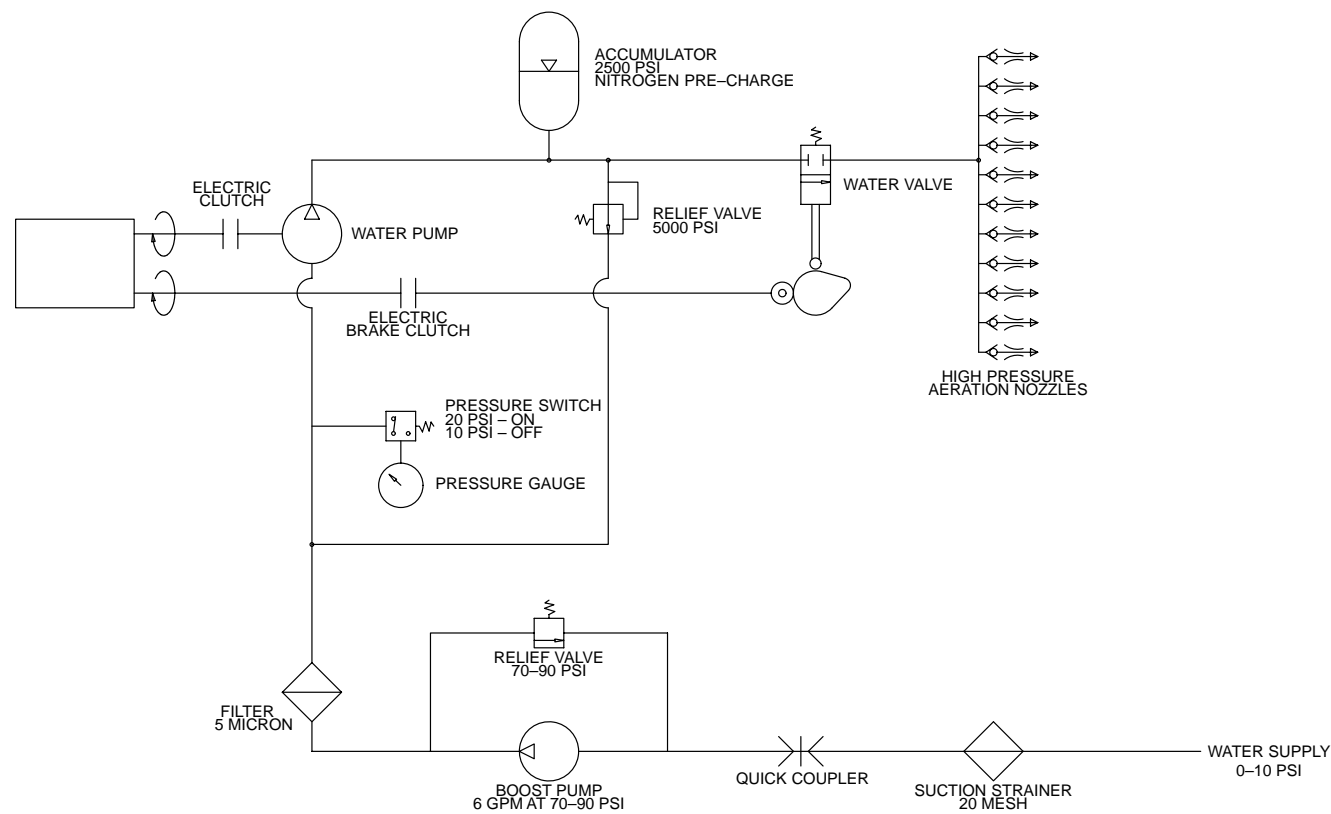 ACCUMULATOR
2500 PSI
NITROGEN PRE–CHARGE
ELECTRIC
CLUTCH
WATER PUMP
RELIEF VALVE
5000 PSI
WATER VALVE
ELECTRIC
BRAKE CLUTCH
HIGH PRESSURE
AERATION NOZZLES
PRESSURE SWITCH
20 PSI – ON
10 PSI – OFF
PRESSURE GAUGE
RELIEF VALVE
70–90 PSI
FILTER
5 MICRON
BOOST PUMP
6 GPM AT 70–90 PSI
QUICK COUPLER
SUCTION STRAINER
20 MESH
WATER SUPPLY
0–10 PSI